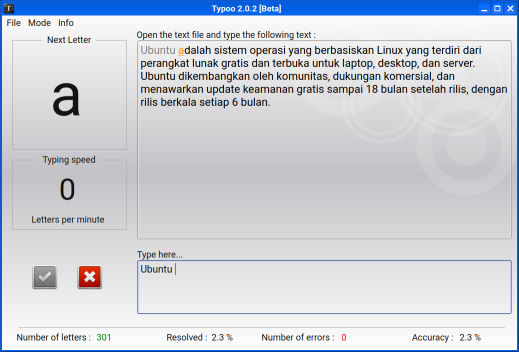 T Typoo 2.0.2 [Beta]
File Mode Info
Next Letter
a
Typing speed
0
Letters per minute
Open the text file and type the following text :
Ubuntu adalah sistem operasi yang berbasiskan Linux yang terdiri dari
perangkat lunak gratis dan terbuka untuk laptop, desktop, dan server.
Ubuntu dikembangkan oleh komunitas, dukungan komersial, dan
menawarkan update keamanan gratis sampai 18 bulan setelah rilis, dengan
rilis berkala setiap 6 bulan.
Type here...
Ubuntu
Number of letters : 301 Resolved : 2.3 % Number of errors : 0 Accuracy : 2.3 %